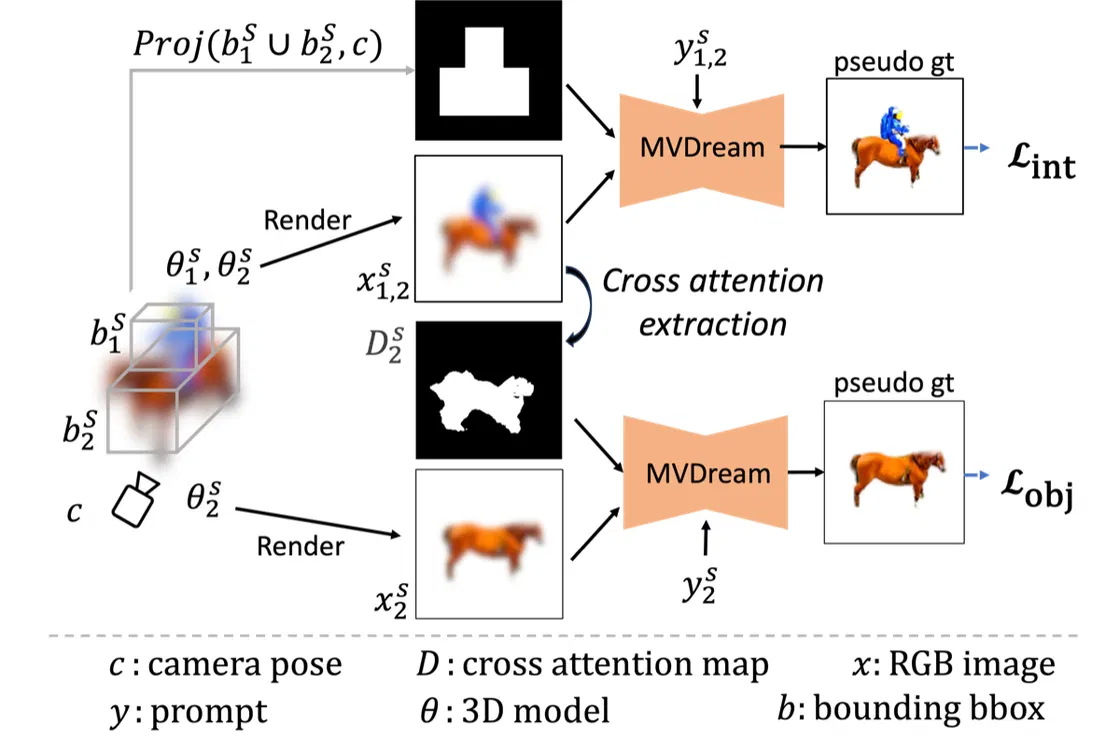 𝑃𝑟𝑜𝑗(b₁ˢ ∪ b₂ˢ, c)
y₁,₂ˢ
pseudo gt
MVDream
ℒint
Render
θ₁ˢ, θ₂ˢ
x₁,₂ˢ
Cross attention
extraction
b₁ˢ
D₂ˢ
pseudo gt
b₂ˢ
MVDream
ℒobj
c
θ₂ˢ
Render
x₂ˢ
y₂ˢ
c : camera pose
D : cross attention map
x: RGB image
y: prompt
θ : 3D model
b: bounding bbox